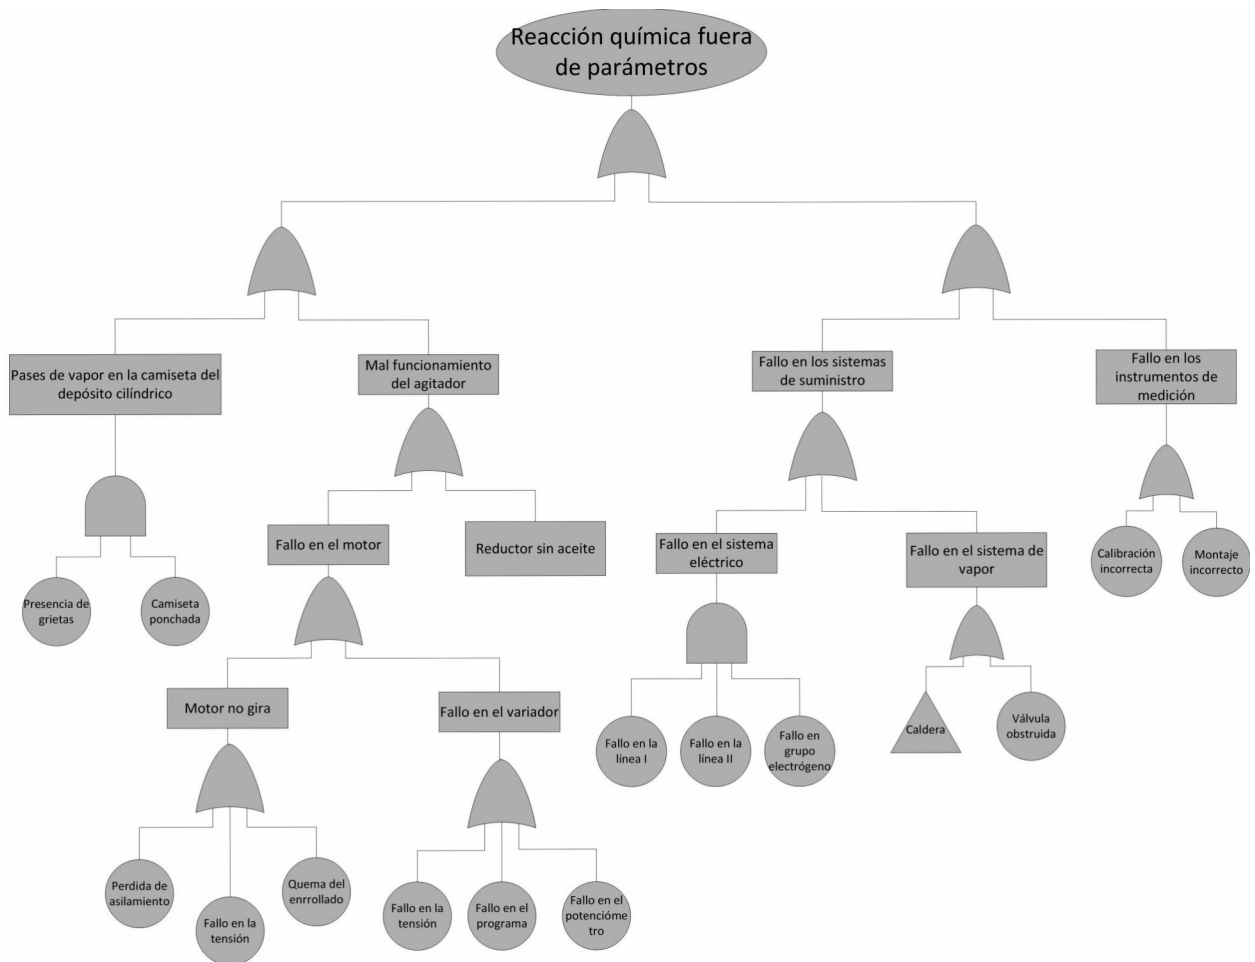 Reacción química fuera
de parámetros
Pases de vapor en la camiseta del
depósito cilíndrico
Mal funcionamiento
del agitador
Fallo en los sistemas
de suministro
Fallo en los
instrumentos de
medición
Fallo en el motor
Reductor sin aceite
Fallo en el sistema
eléctrico
Fallo en el sistema de
vapor
Calibración
incorrecta
Montaje
incorrecto
Presencia de
grietas
Camiseta
ponchada
Motor no gira
Fallo en el variador
Fallo en la
línea I
Fallo en la
línea II
Fallo en
grupo
electrógeno
Caldera
Válvula
obstruida
Perdida de
asilamiento
Fallo en la
tensión
Quema del
enrrollado
Fallo en la
tensión
Fallo en el
programa
Fallo en el
potencióme
tro